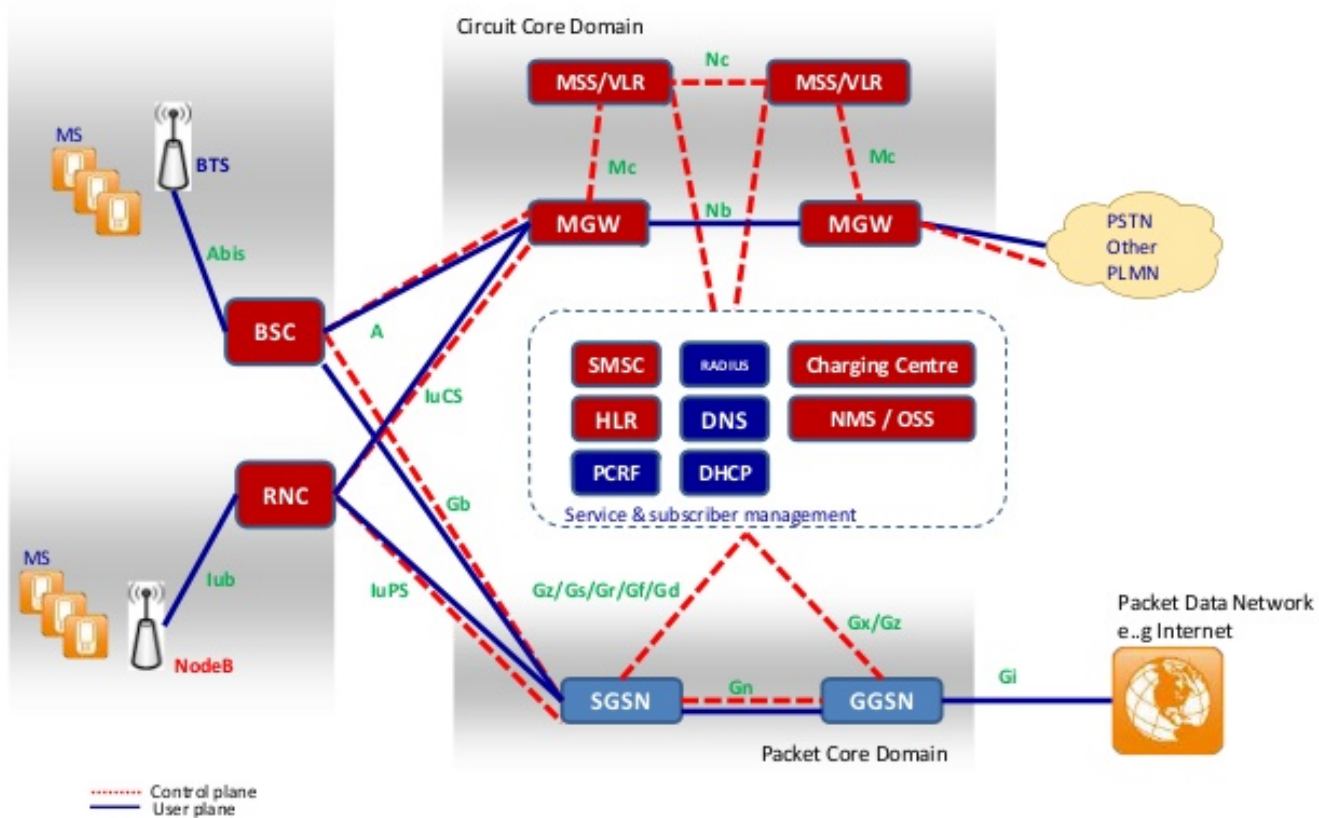 Circuit Core Domain
MSS/VLR
Nc
MSS/VLR
MS
BTS
Mc
Mc
MGW
Nb
MGW
PSTN
Other
PLMN
Abis
BSC
A
SMSC
RADIUS
Charging Centre
IuCS
HLR
DNS
NMS / OSS
PCRF
DHCP
RNC
Gb
Service & subscriber management
MS
Iub
IuPS
Gz/Gs/Gr/Gf/Gd
Gx/Gz
Packet Data Network
e..g Internet
NodeB
SGSN
Gn
GGSN
Gi
Packet Core Domain
Control plane
User plane